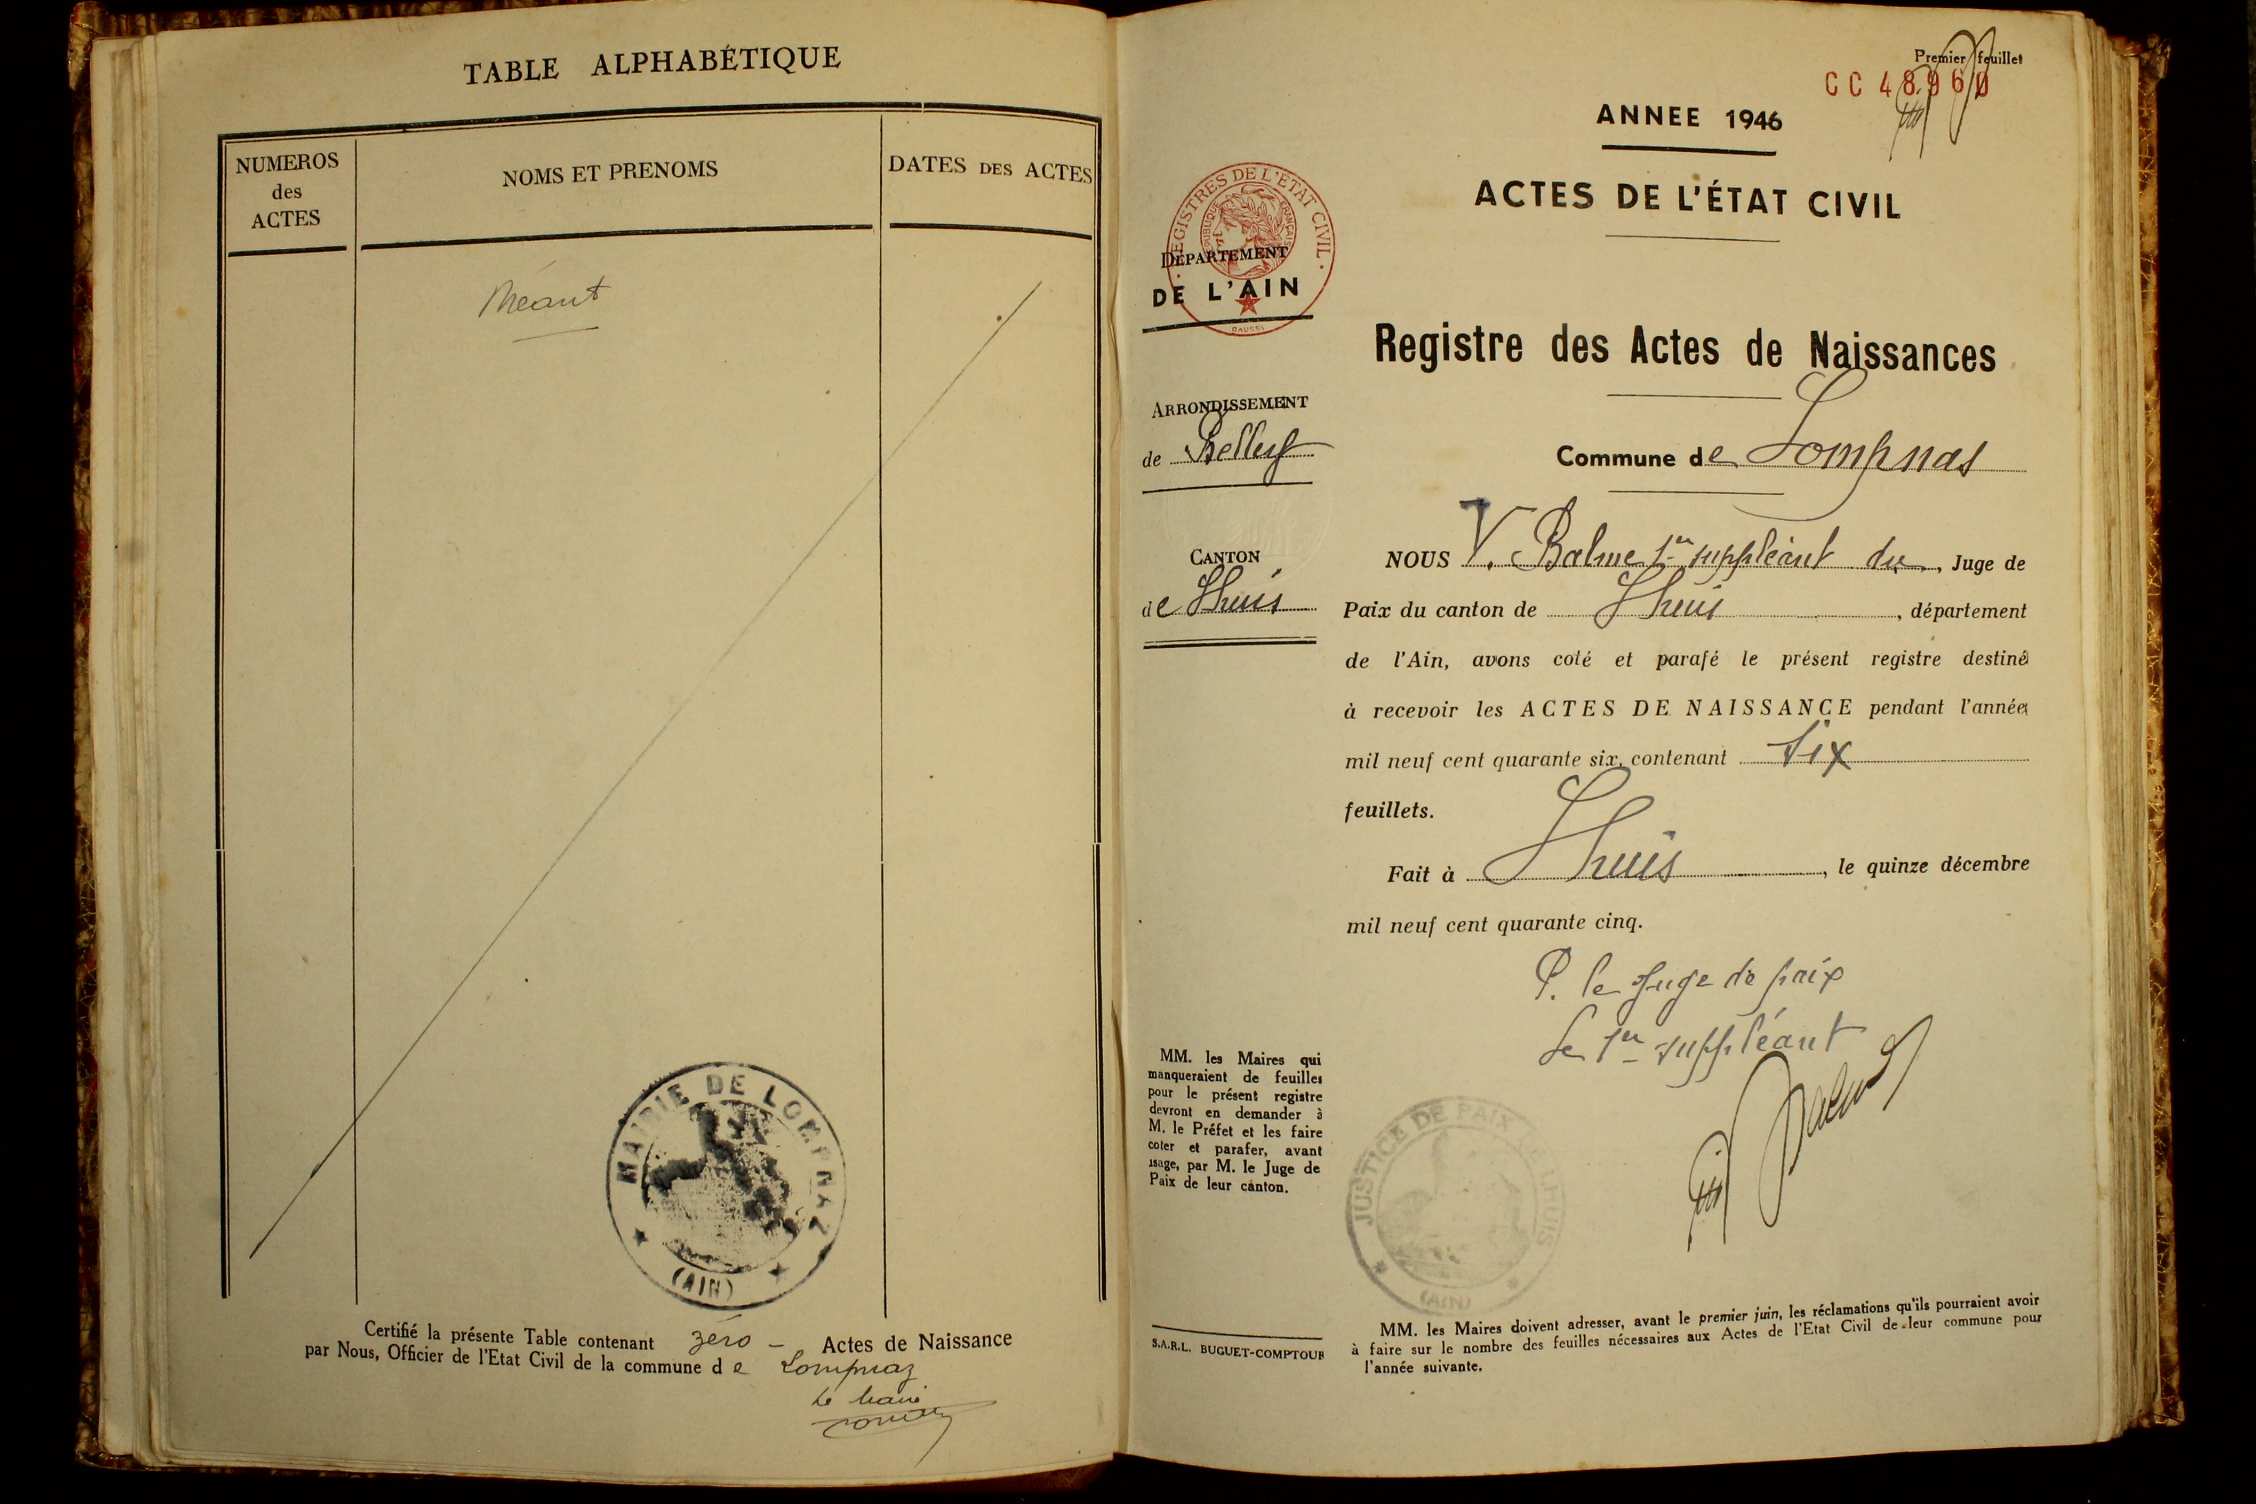 TABLE ALPHABÉTIQUE
NUMEROS
des
ACTES
NOMS ET PRENOMS
DATES DES ACTES
Néant
MAIRIE DE LOMPNAZ
(AIN)
Certifié la présente Table contenant zéro - Actes de Naissance
par Nous, Officier de l'Etat Civil de la commune de Lompnaz
Le Maire
Premier feuillet
CC 48960
ANNEE 1946
ACTES DE L'ÉTAT CIVIL
REGISTRES DE L'ETAT CIVIL
REPUBLIQUE FRANÇAISE
DÉPARTEMENT
DE L'AIN
Registre des Actes de Naissances
ARRONDISSEMENT
de Belley
Commune de Lompnas
CANTON
de Lhuis
NOUS V. Balme 1er suppléant du, Juge de
Paix du canton de Lhuis, département
de l'Ain, avons coté et parafé le présent registre destiné
à recevoir les ACTES DE NAISSANCE pendant l'année
mil neuf cent quarante six, contenant six
feuillets.
Fait à Lhuis, le quinze décembre
mil neuf cent quarante cinq.
P. le Juge de paix
Le 1er suppléant
Balme
MM. les Maires qui
manqueraient de feuilles
pour le présent registre
devront en demander à
M. le Préfet et les faire
coter et parafer, avant
usage, par M. le Juge de
Paix de leur canton.
JUSTICE DE PAIX DE LHUIS
(AIN)
S.A.R.L. BUGUET-COMPTOUR
MM. les Maires doivent adresser, avant le premier juin, les réclamations qu'ils pourraient avoir
à faire sur le nombre des feuilles nécessaires aux Actes de l'Etat Civil de leur commune pour
l'année suivante.